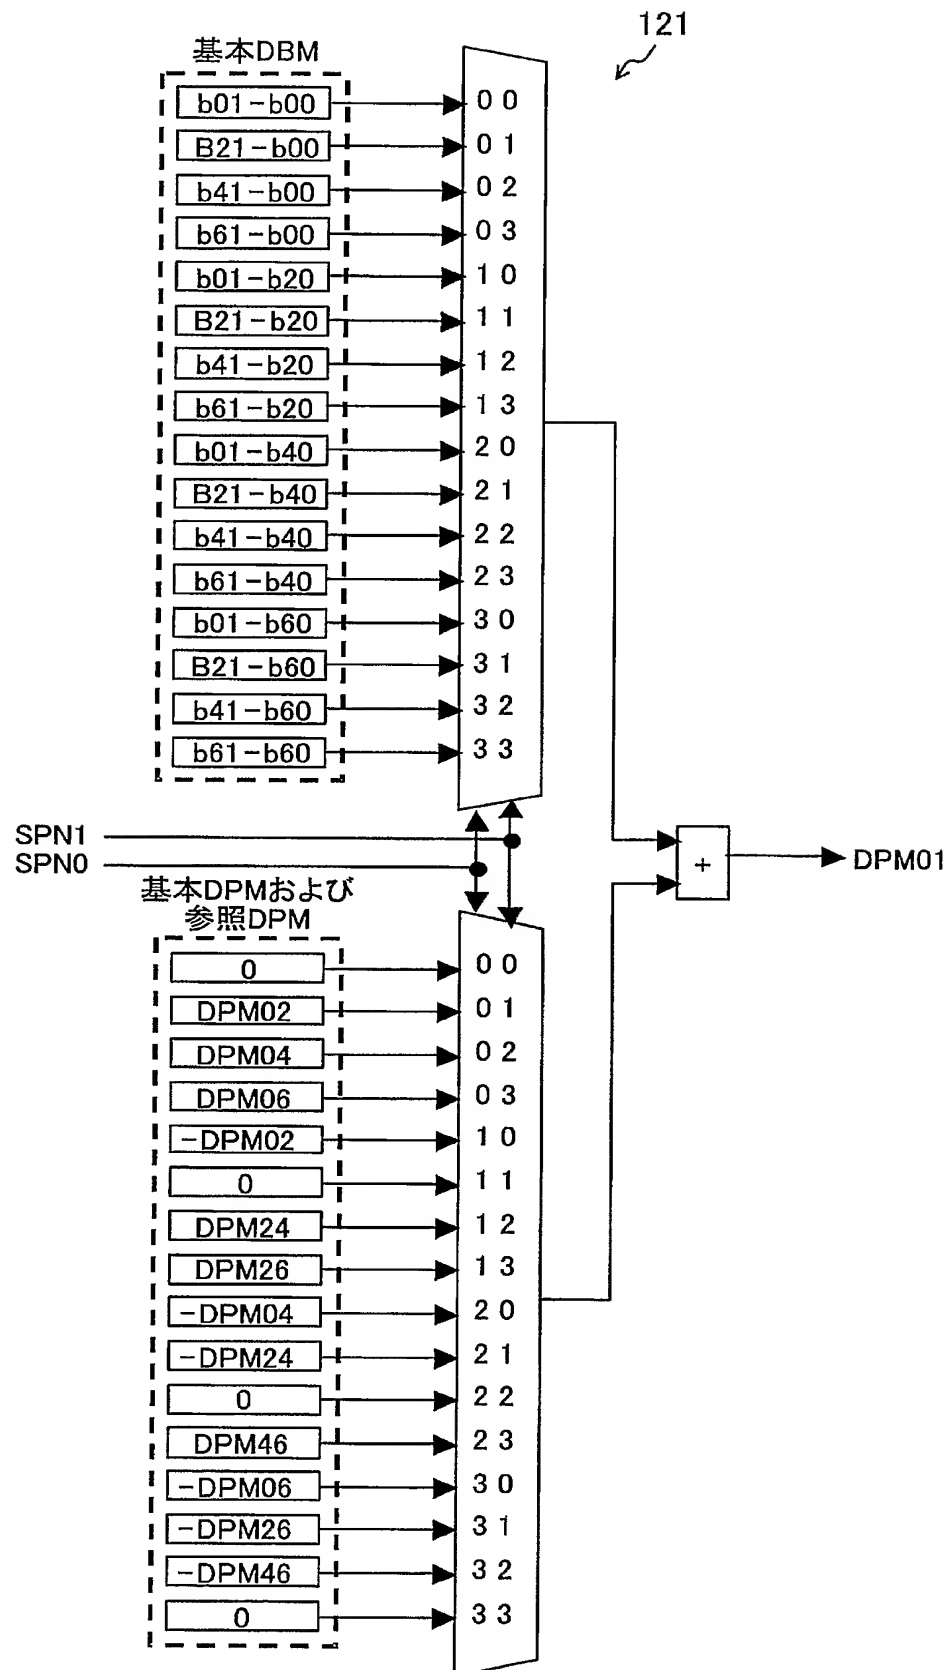 121
基本DBM
b01-b00 00
B21-b00 01
b41-b00 02
b61-b00 03
b01-b20 10
B21-b20 11
b41-b20 12
b61-b20 13
b01-b40 20
B21-b40 21
b41-b40 22
b61-b40 23
b01-b60 30
B21-b60 31
b41-b60 32
b61-b60 33
SPN1
SPN0
+ DPM01
基本DPMおよび
参照DPM
0 00
DPM02 01
DPM04 02
DPM06 03
-DPM02 10
0 11
DPM24 12
DPM26 13
-DPM04 20
-DPM24 21
0 22
DPM46 23
-DPM06 30
-DPM26 31
-DPM46 32
0 33